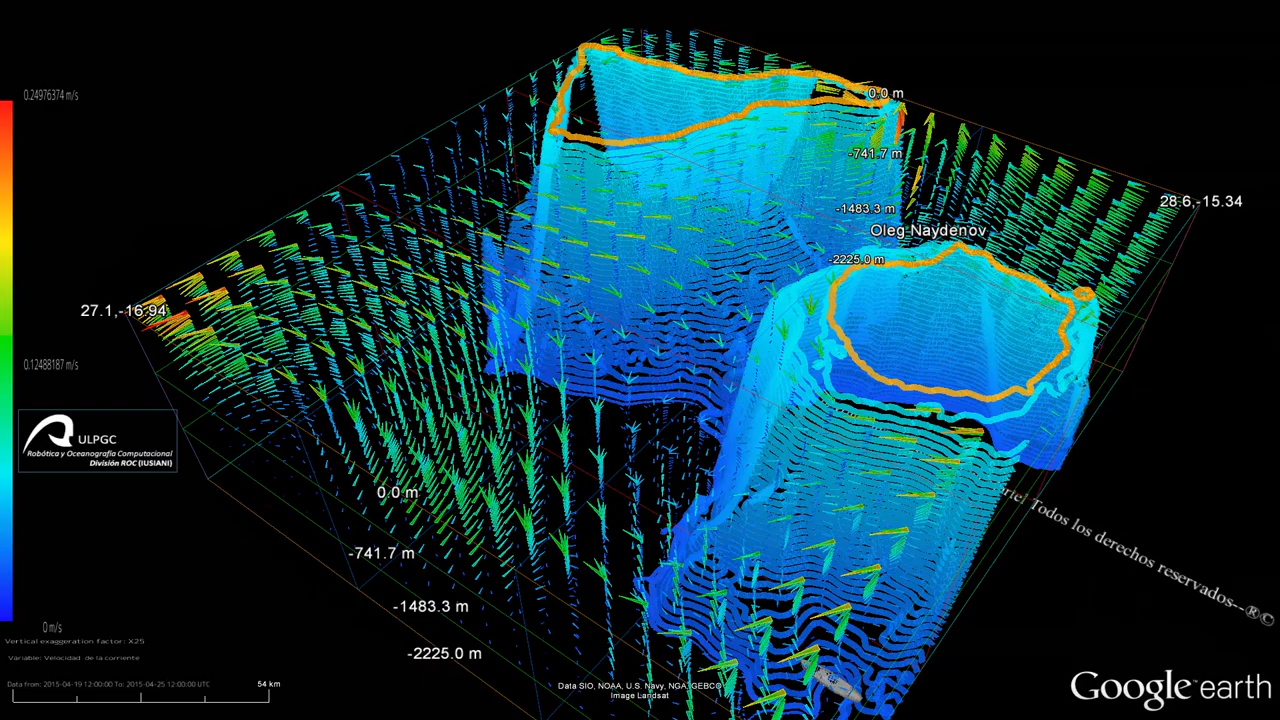 0.24976374 m/s
0.0 m
-741.7 m
-1483.3 m
28.6,-15.34
Oleg Naydenov
-2225.0 m
27.1,-16.94
0.12488187 m/s
ULPGC
Robótica y Oceanografía Computacional
División ROC (IUSIANI)
0.0 m
Todos los derechos reservados--®©
-741.7 m
-1483.3 m
0 m/s
Vertical exaggeration factor: X25
-2225.0 m
Variable: Velocidad de la corriente
Data from: 2015-04-19 12:00:00 To: 2015-04-25 12:00:00 UTC
54 km
Data SIO, NOAA, U.S. Navy, NGA, GEBCO
Image Landsat
Google earth